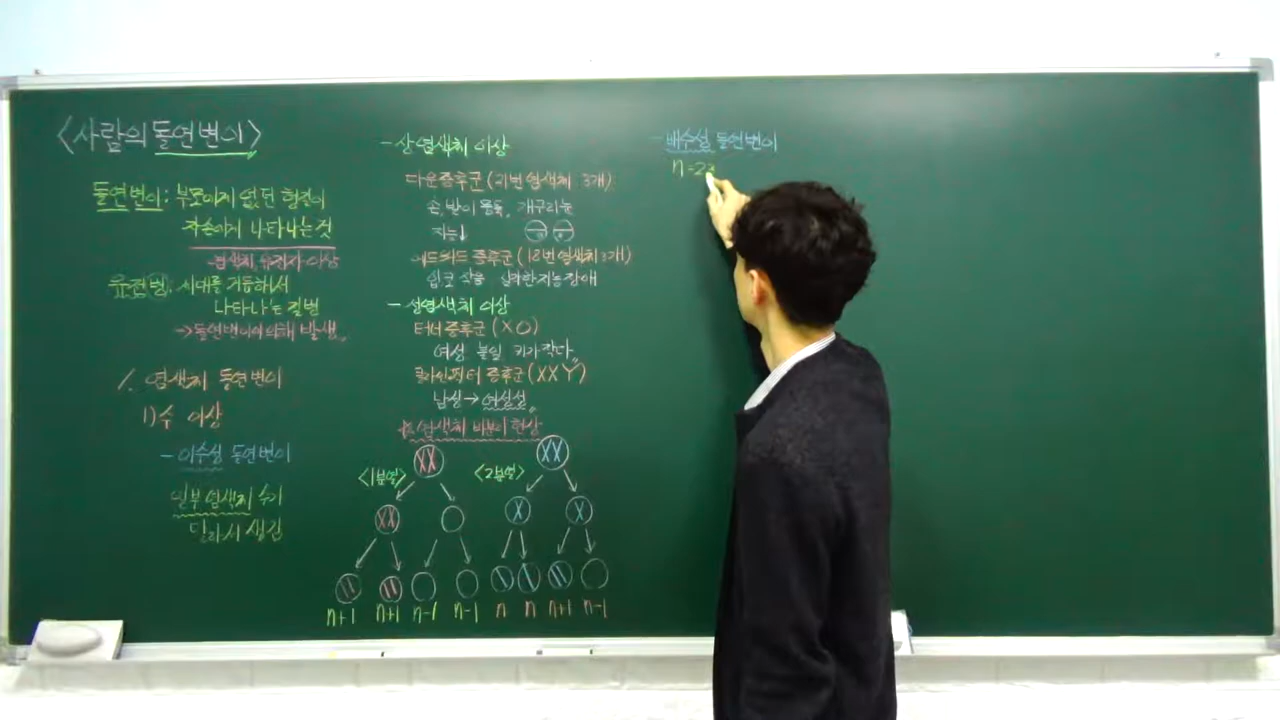 <사람의 돌연변이>
돌연변이: 부모에게 없던 형질이
자손에게 나타나는 것
염색체, 유전자 이상
유전병: 시대를 거듭해서
나타나는 질병
→돌연변이에 의해 발생
1. 염색체 돌연변이
1) 수 이상
- 이수성 돌연변이
일부 염색체 수가
달라서 생김
- 상염색체 이상
다운증후군 (21번 염색체 3개)
손, 발이 뭉툭, 개구리눈
지능↓
에드워드 증후군 (18번 염색체 3개)
입 코 작음 심한 지능장애
- 성염색체 이상
터너 증후군 (XO)
여성 불임 키가 작다
클라인펠터 증후군 (XXY)
남성 → 여성성
* 염색체 비분리 현상
<1분열> XX
XX
n+1 n+1 n-1 n-1
<2분열> XX
X X
n n n+1 n-1
- 배수성 돌연변이
n=23